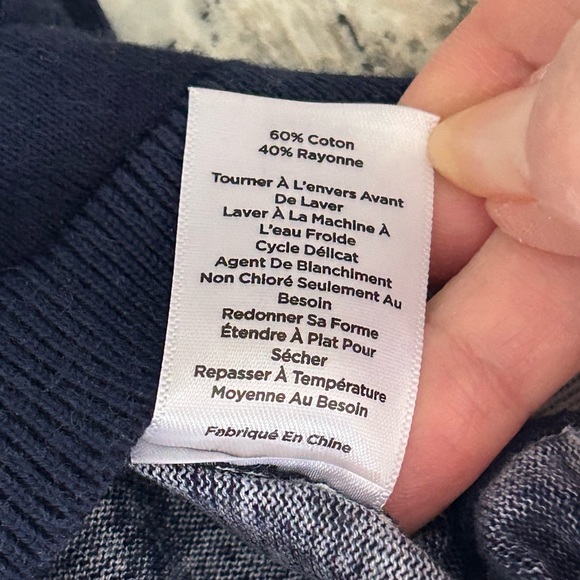 60% Coton
40% Rayonne
Tourner À L'envers Avant
De Laver
Laver À La Machine À
L'eau Froide
Cycle Délicat
Agent De Blanchiment
Non Chloré Seulement Au
Besoin
Redonner Sa Forme
Étendre À Plat Pour
Sécher
Repasser À Température
Moyenne Au Besoin
Fabriqué En Chine